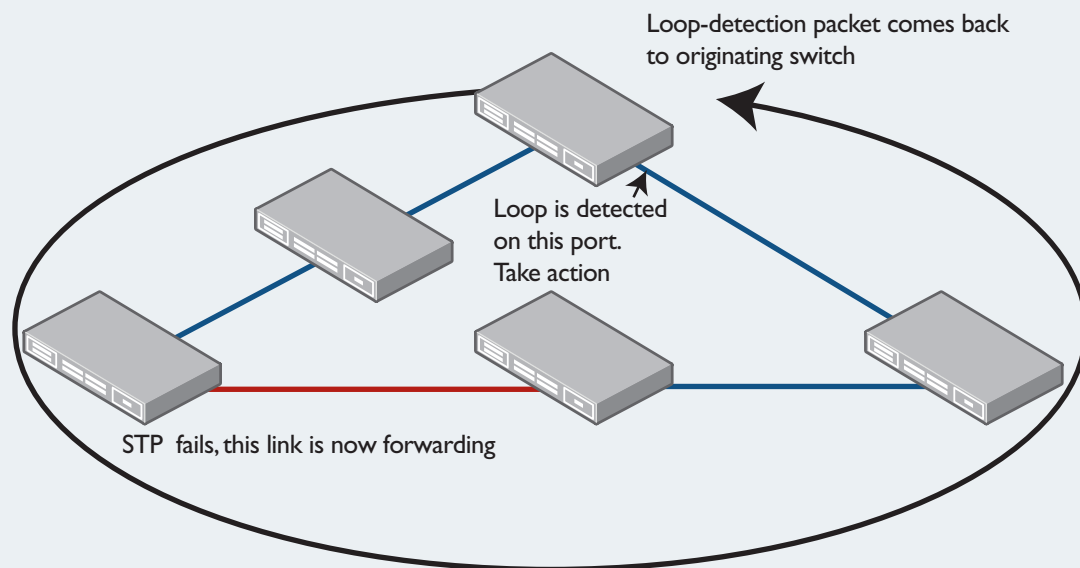 Loop-detection packet comes back
to originating switch
Loop is detected
on this port.
Take action
STP fails, this link is now forwarding